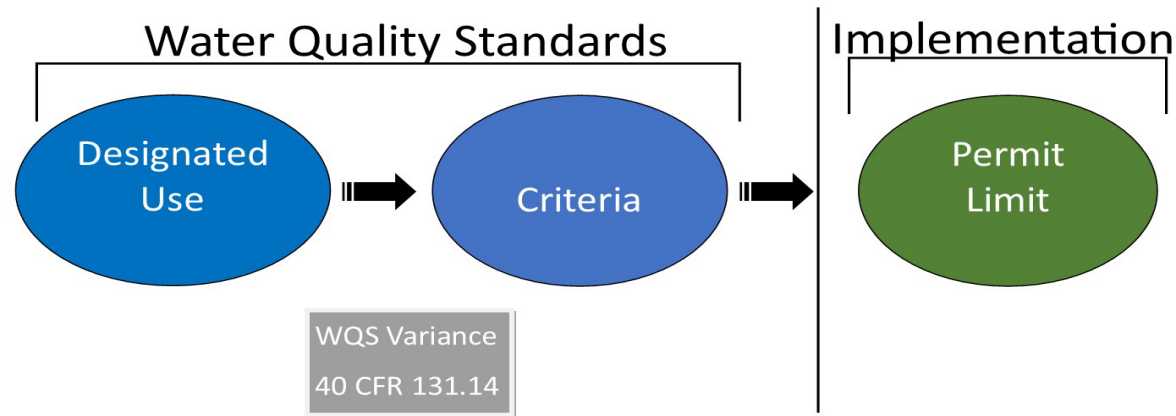 Water Quality Standards
Implementation
Designated
Use
Criteria
Permit
Limit
WQS Variance
40 CFR 131.14